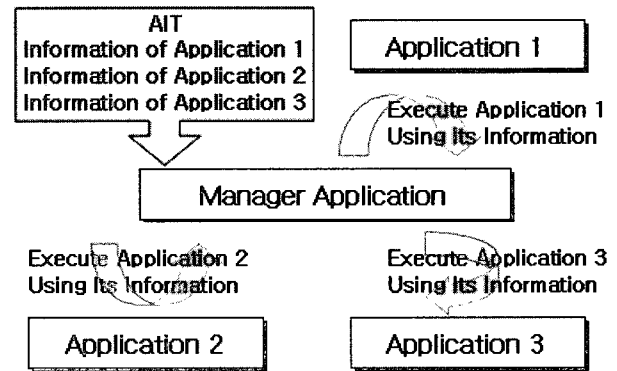 AIT
Information of Application 1
Information of Application 2
Information of Application 3
Application 1
Execute Application 1
Using Its Information
Manager Application
Execute Application 2
Using Its Information
Execute Application 3
Using Its Information
Application 2
Application 3